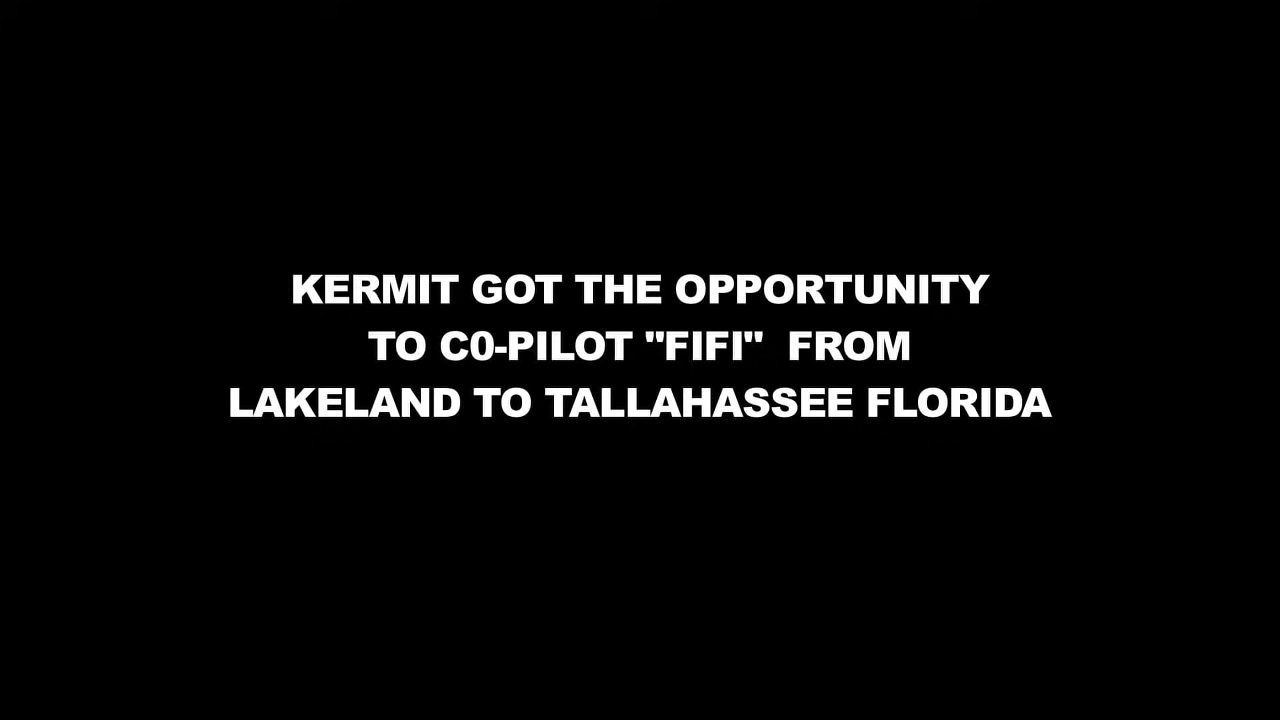 KERMIT GOT THE OPPORTUNITY
TO C0-PILOT "FIFI"  FROM
LAKELAND TO TALLAHASSEE FLORIDA